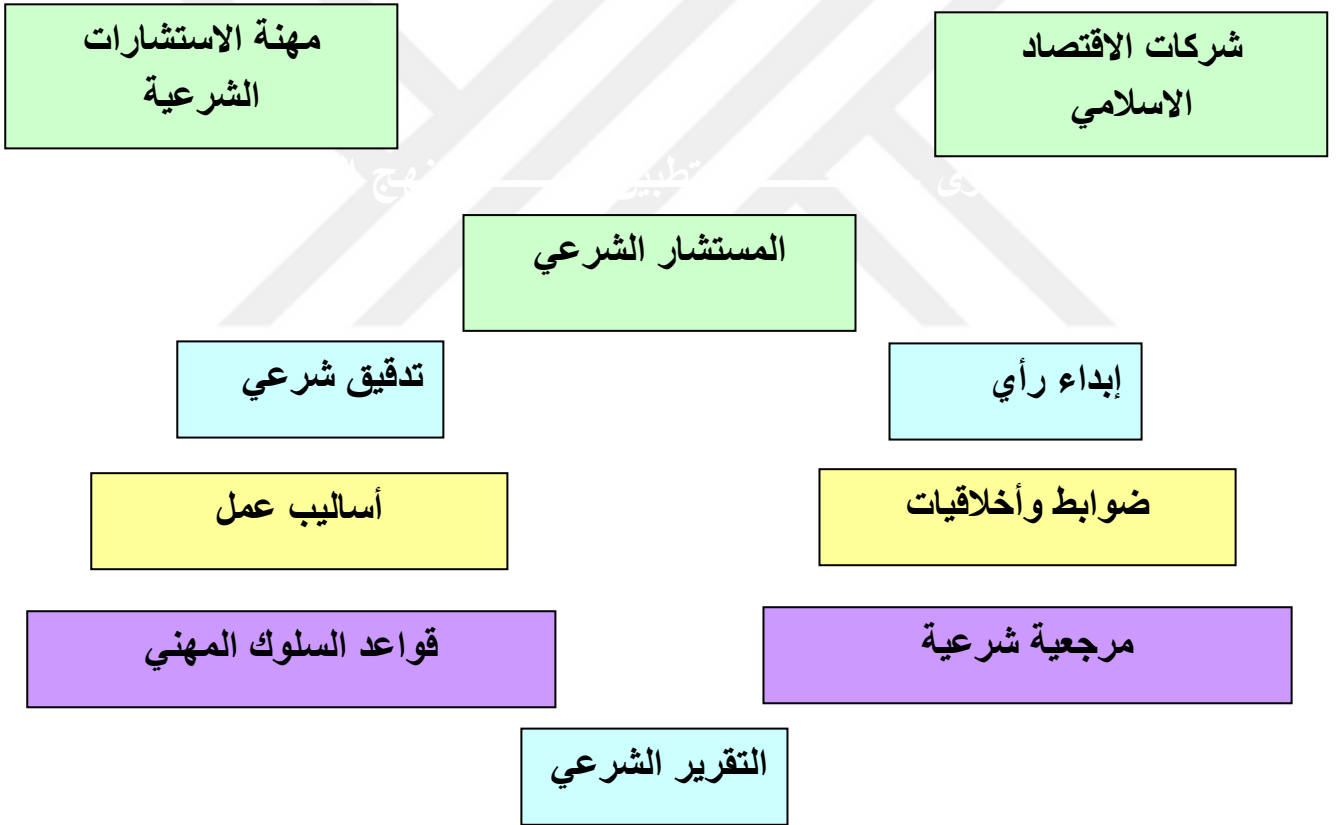 شركات الاقتصاد
الاسلامي
مهنة الاستشارات
الشرعية
المستشار الشرعي
إبداء رأي
تدقيق شرعي
ضوابط وأخلاقيات
أساليب عمل
مرجعية شرعية
قواعد السلوك المهني
التقرير الشرعي